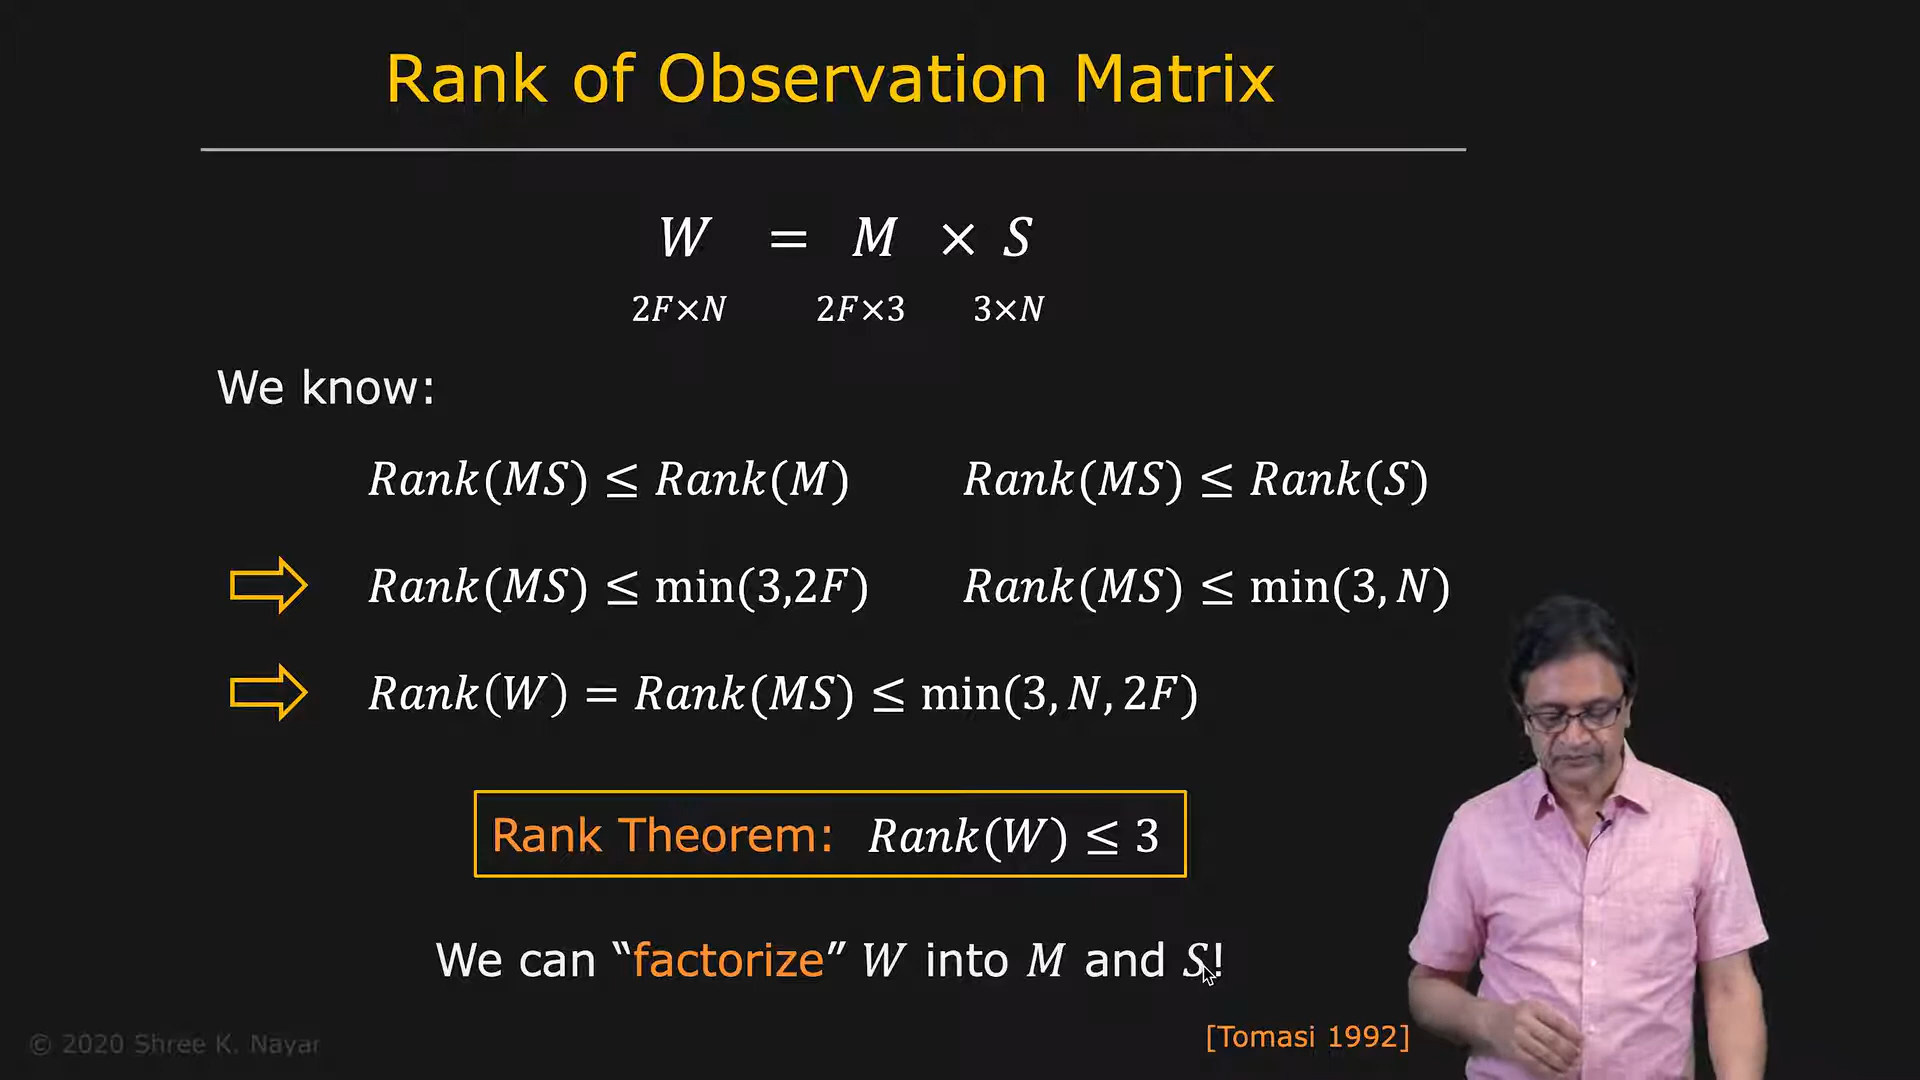 Rank of Observation Matrix
W = M × S
2F×N 2F×3 3×N
We know:
Rank(MS) ≤ Rank(M) Rank(MS) ≤ Rank(S)
Rank(MS) ≤ min(3,2F) Rank(MS) ≤ min(3, N)
Rank(W) = Rank(MS) ≤ min(3, N, 2F)
Rank Theorem: Rank(W) ≤ 3
We can “factorize” W into M and S!
[Tomasi 1992]
© 2020 Shree K. Nayar